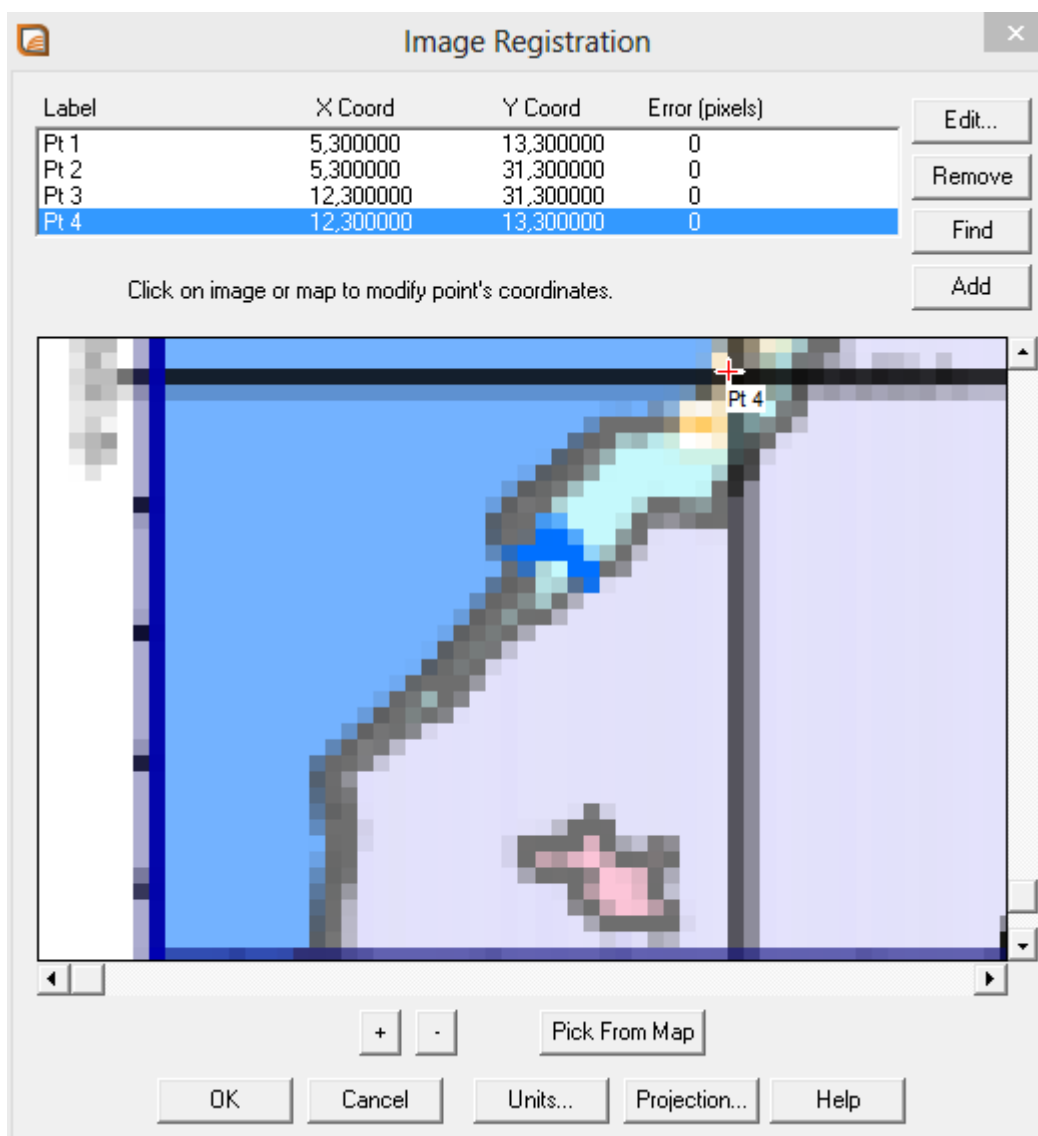 Image Registration
Label X Coord Y Coord Error (pixels)
Pt 1 5,300000 13,300000 0
Pt 2 5,300000 31,300000 0
Pt 3 12,300000 31,300000 0
Pt 4 12,300000 13,300000 0
Edit...
Remove
Find
Add
Click on image or map to modify point's coordinates.
Pt 4
+ - Pick From Map
OK Cancel Units... Projection... Help